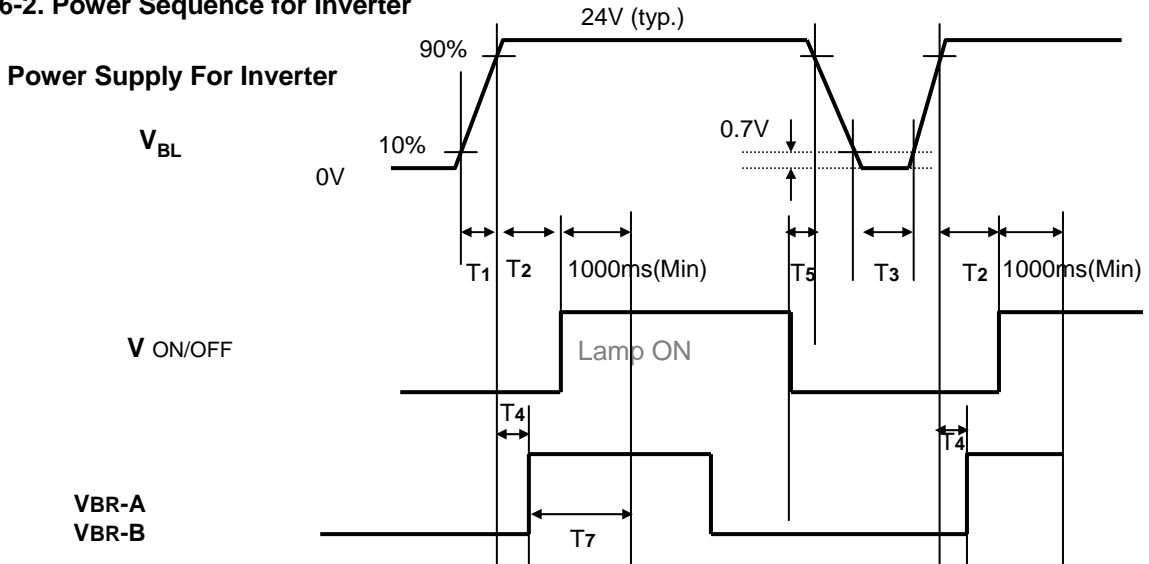 6-2. Power Sequence for Inverter
24V (typ.)
90%
Power Supply For Inverter
VBL
10%
0.7V
0V
T1 T2 1000ms(Min) T5 T3 T2 1000ms(Min)
V ON/OFF
Lamp ON
T4
T4
VBR-A
VBR-B
T7